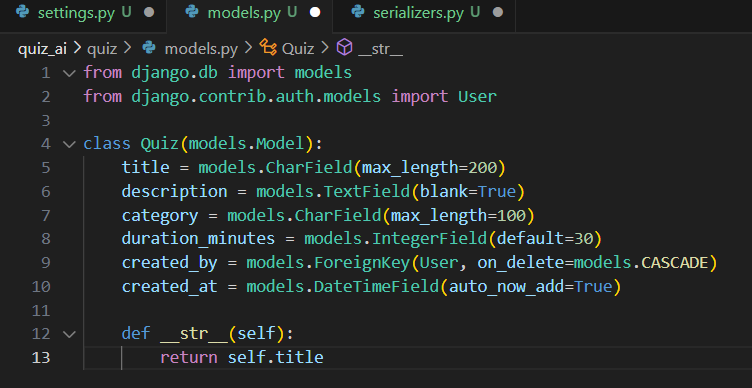 settings.py U
models.py U
serializers.py U
quiz_ai > quiz > models.py > Quiz > __str__
1 from django.db import models
2 from django.contrib.auth.models import User
3
4 class Quiz(models.Model):
5     title = models.CharField(max_length=200)
6     description = models.TextField(blank=True)
7     category = models.CharField(max_length=100)
8     duration_minutes = models.IntegerField(default=30)
9     created_by = models.ForeignKey(User, on_delete=models.CASCADE)
10     created_at = models.DateTimeField(auto_now_add=True)
11
12     def __str__(self):
13         return self.title